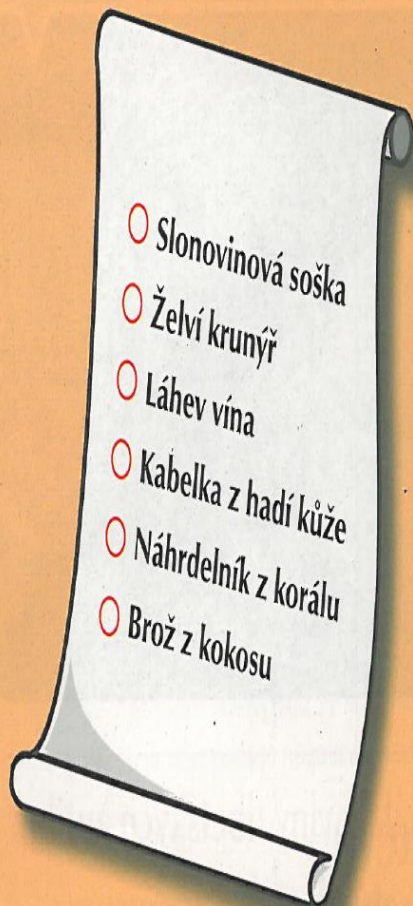 Slonovinová soška
Želví krunýř
Láhev vína
Kabelka z hadí kůže
Náhrdelník z korálu
Brož z kokosu